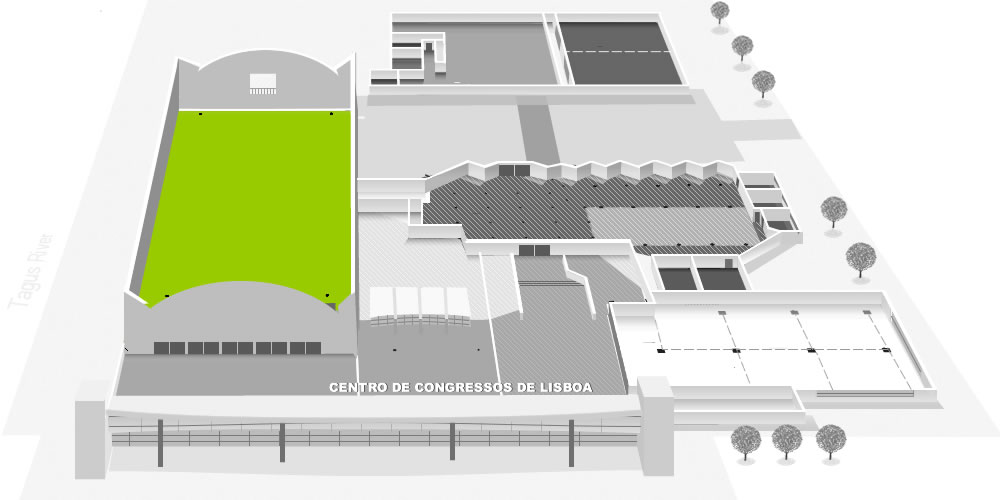 Tagus River
CENTRO DE CONGRESSOS DE LISBOA